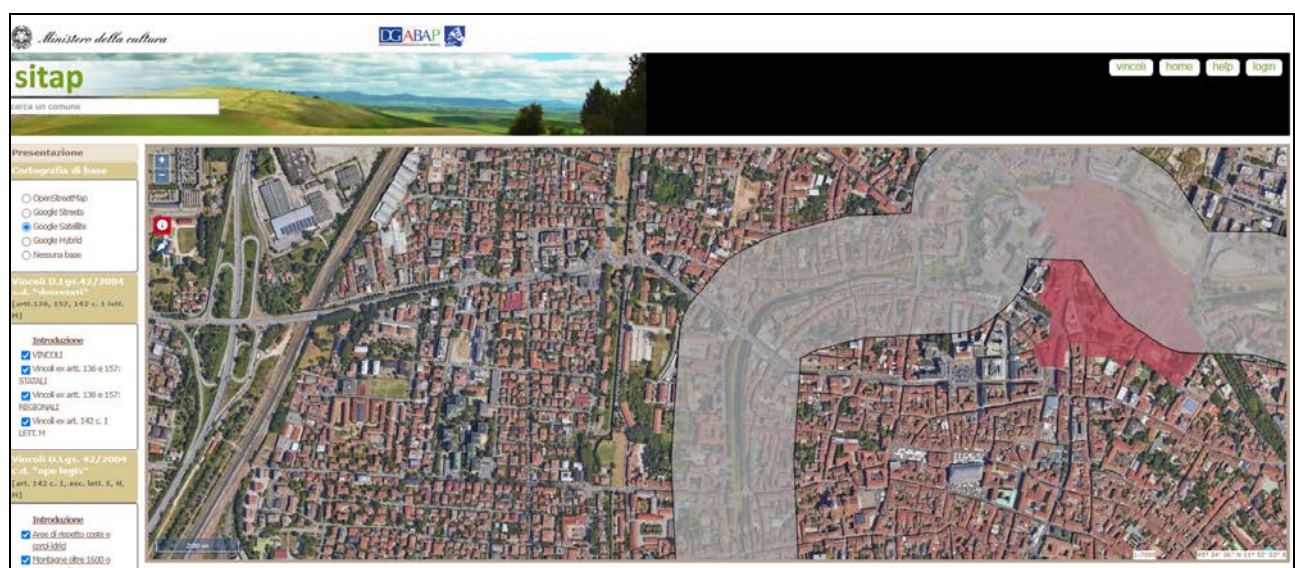 Ministero della cultura
DGABAP
sitap
cerca un comune
vincoli
home
help
login
Presentazione
Cartografia di base
+
−
OpenStreetMap
Google Streets
Google Satellite
Google Hybrid
Nessuna base
Vincoli D.Lgs.42/2004
c.d. "decretati"
[artt.136, 157, 142 c. 1 lett.
M]
Introduzione
VINCOLI
Vincoli ex artt. 136 e 157:
STATALI
Vincoli ex artt. 136 e 157:
REGIONALI
Vincoli ex art. 142 c. 1
LETT. M
Vincoli D.Lgs. 42/2004
c.d. "ope legis"
[art. 142 c. 1, esc. lett. E, H,
M]
Introduzione
Aree di rispetto coste e
corpi idrici
Montagne oltre 1600 o
200 m